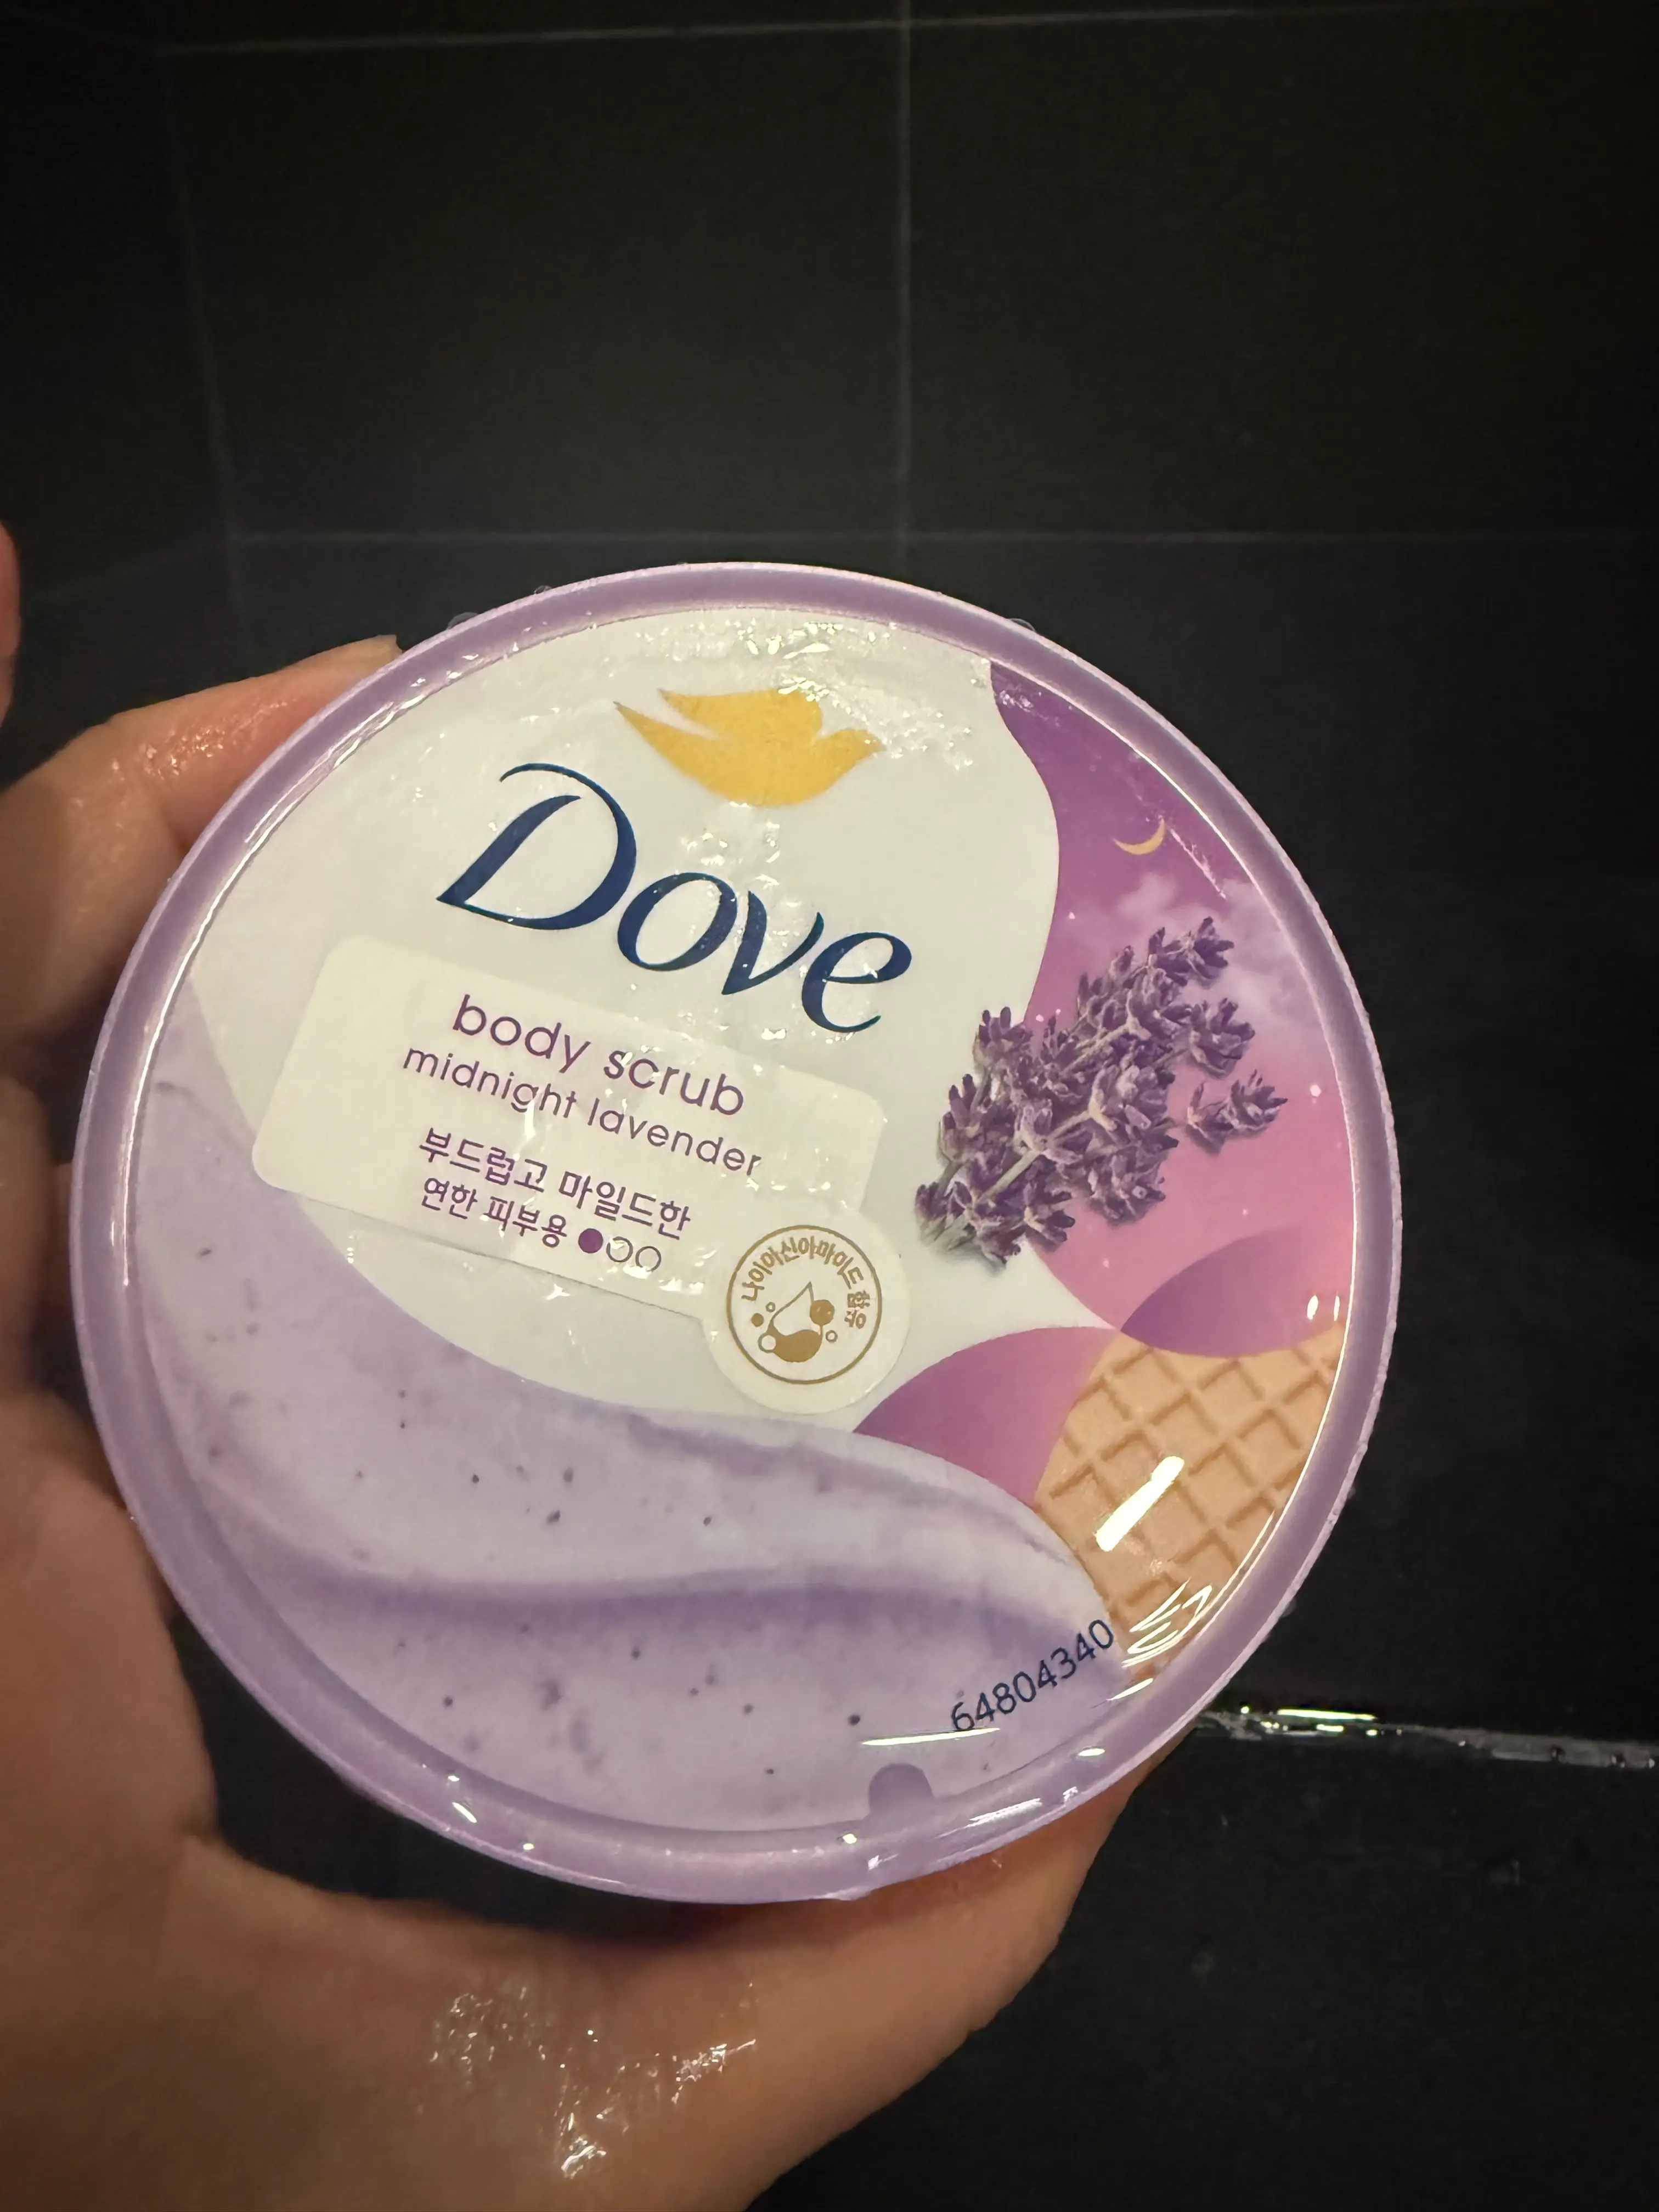 Dove
body scrub
midnight lavender
부드럽고 마일드한
연한 피부용
나이아신아마이드 함유
64804340